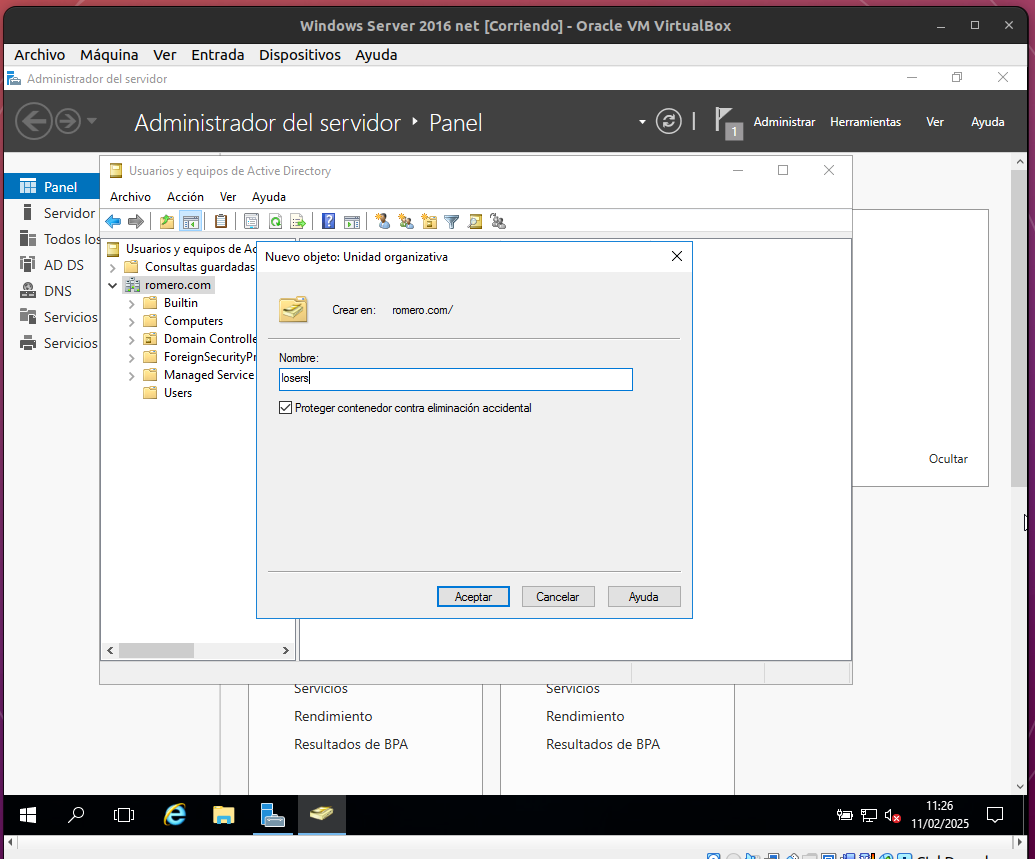 Windows Server 2016 net [Corriendo] - Oracle VM VirtualBox
Archivo Máquina Ver Entrada Dispositivos Ayuda
Administrador del servidor
Administrador del servidor Panel
1 Administrar Herramientas Ver Ayuda
Panel
Servidor
Todos los
AD DS
DNS
Servicios
Servicios
Usuarios y equipos de Active Directory
Archivo Acción Ver Ayuda
Usuarios y equipos de Ac
Consultas guardadas
romero.com
Builtin
Computers
Domain Controlle
ForeignSecurityPr
Managed Service
Users
Nuevo objeto: Unidad organizativa
Crear en: romero.com/
Nombre:
losers
Proteger contenedor contra eliminación accidental
Aceptar Cancelar Ayuda
Ocultar
Servicios
Rendimiento
Resultados de BPA
Servicios
Rendimiento
Resultados de BPA
11:26
11/02/2025